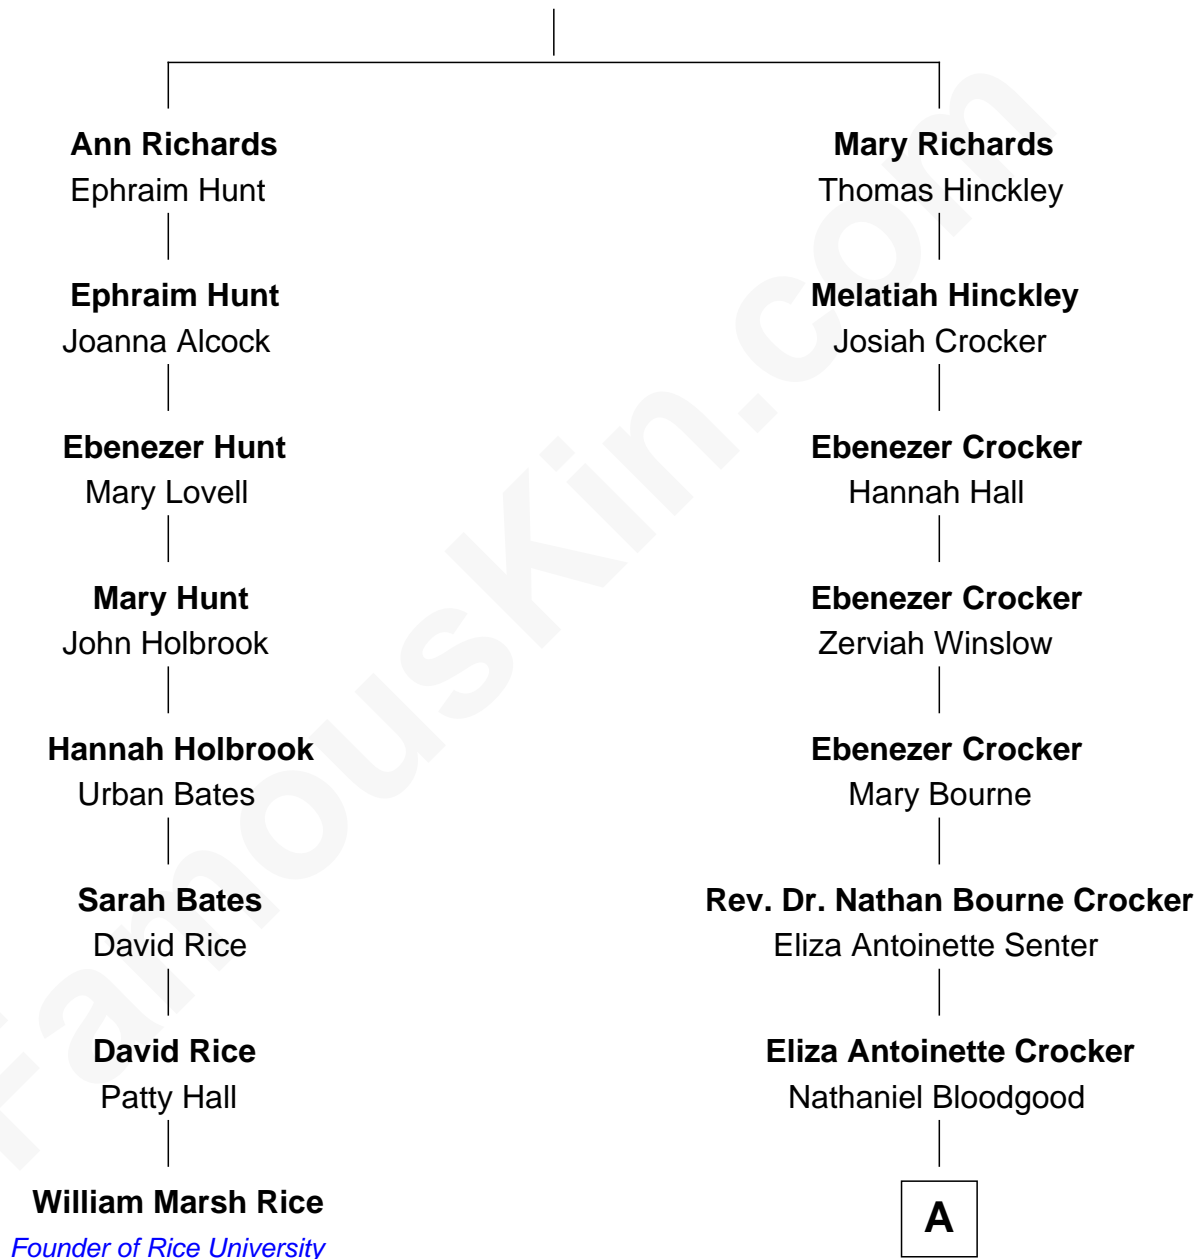 Ann Richards
Ephraim Hunt
Ephraim Hunt
Joanna Alcock
Ebenezer Hunt
Mary Lovell
Mary Hunt
John Holbrook
Hannah Holbrook
Urban Bates
Sarah Bates
David Rice
David Rice
Patty Hall
William Marsh Rice
Founder of Rice University
Mary Richards
Thomas Hinckley
Melatiah Hinckley
Josiah Crocker
Ebenezer Crocker
Hannah Hall
Ebenezer Crocker
Zerviah Winslow
Ebenezer Crocker
Mary Bourne
Rev. Dr. Nathan Bourne Crocker
Eliza Antoinette Senter
Eliza Antoinette Crocker
Nathaniel Bloodgood
A
FamousKin.com